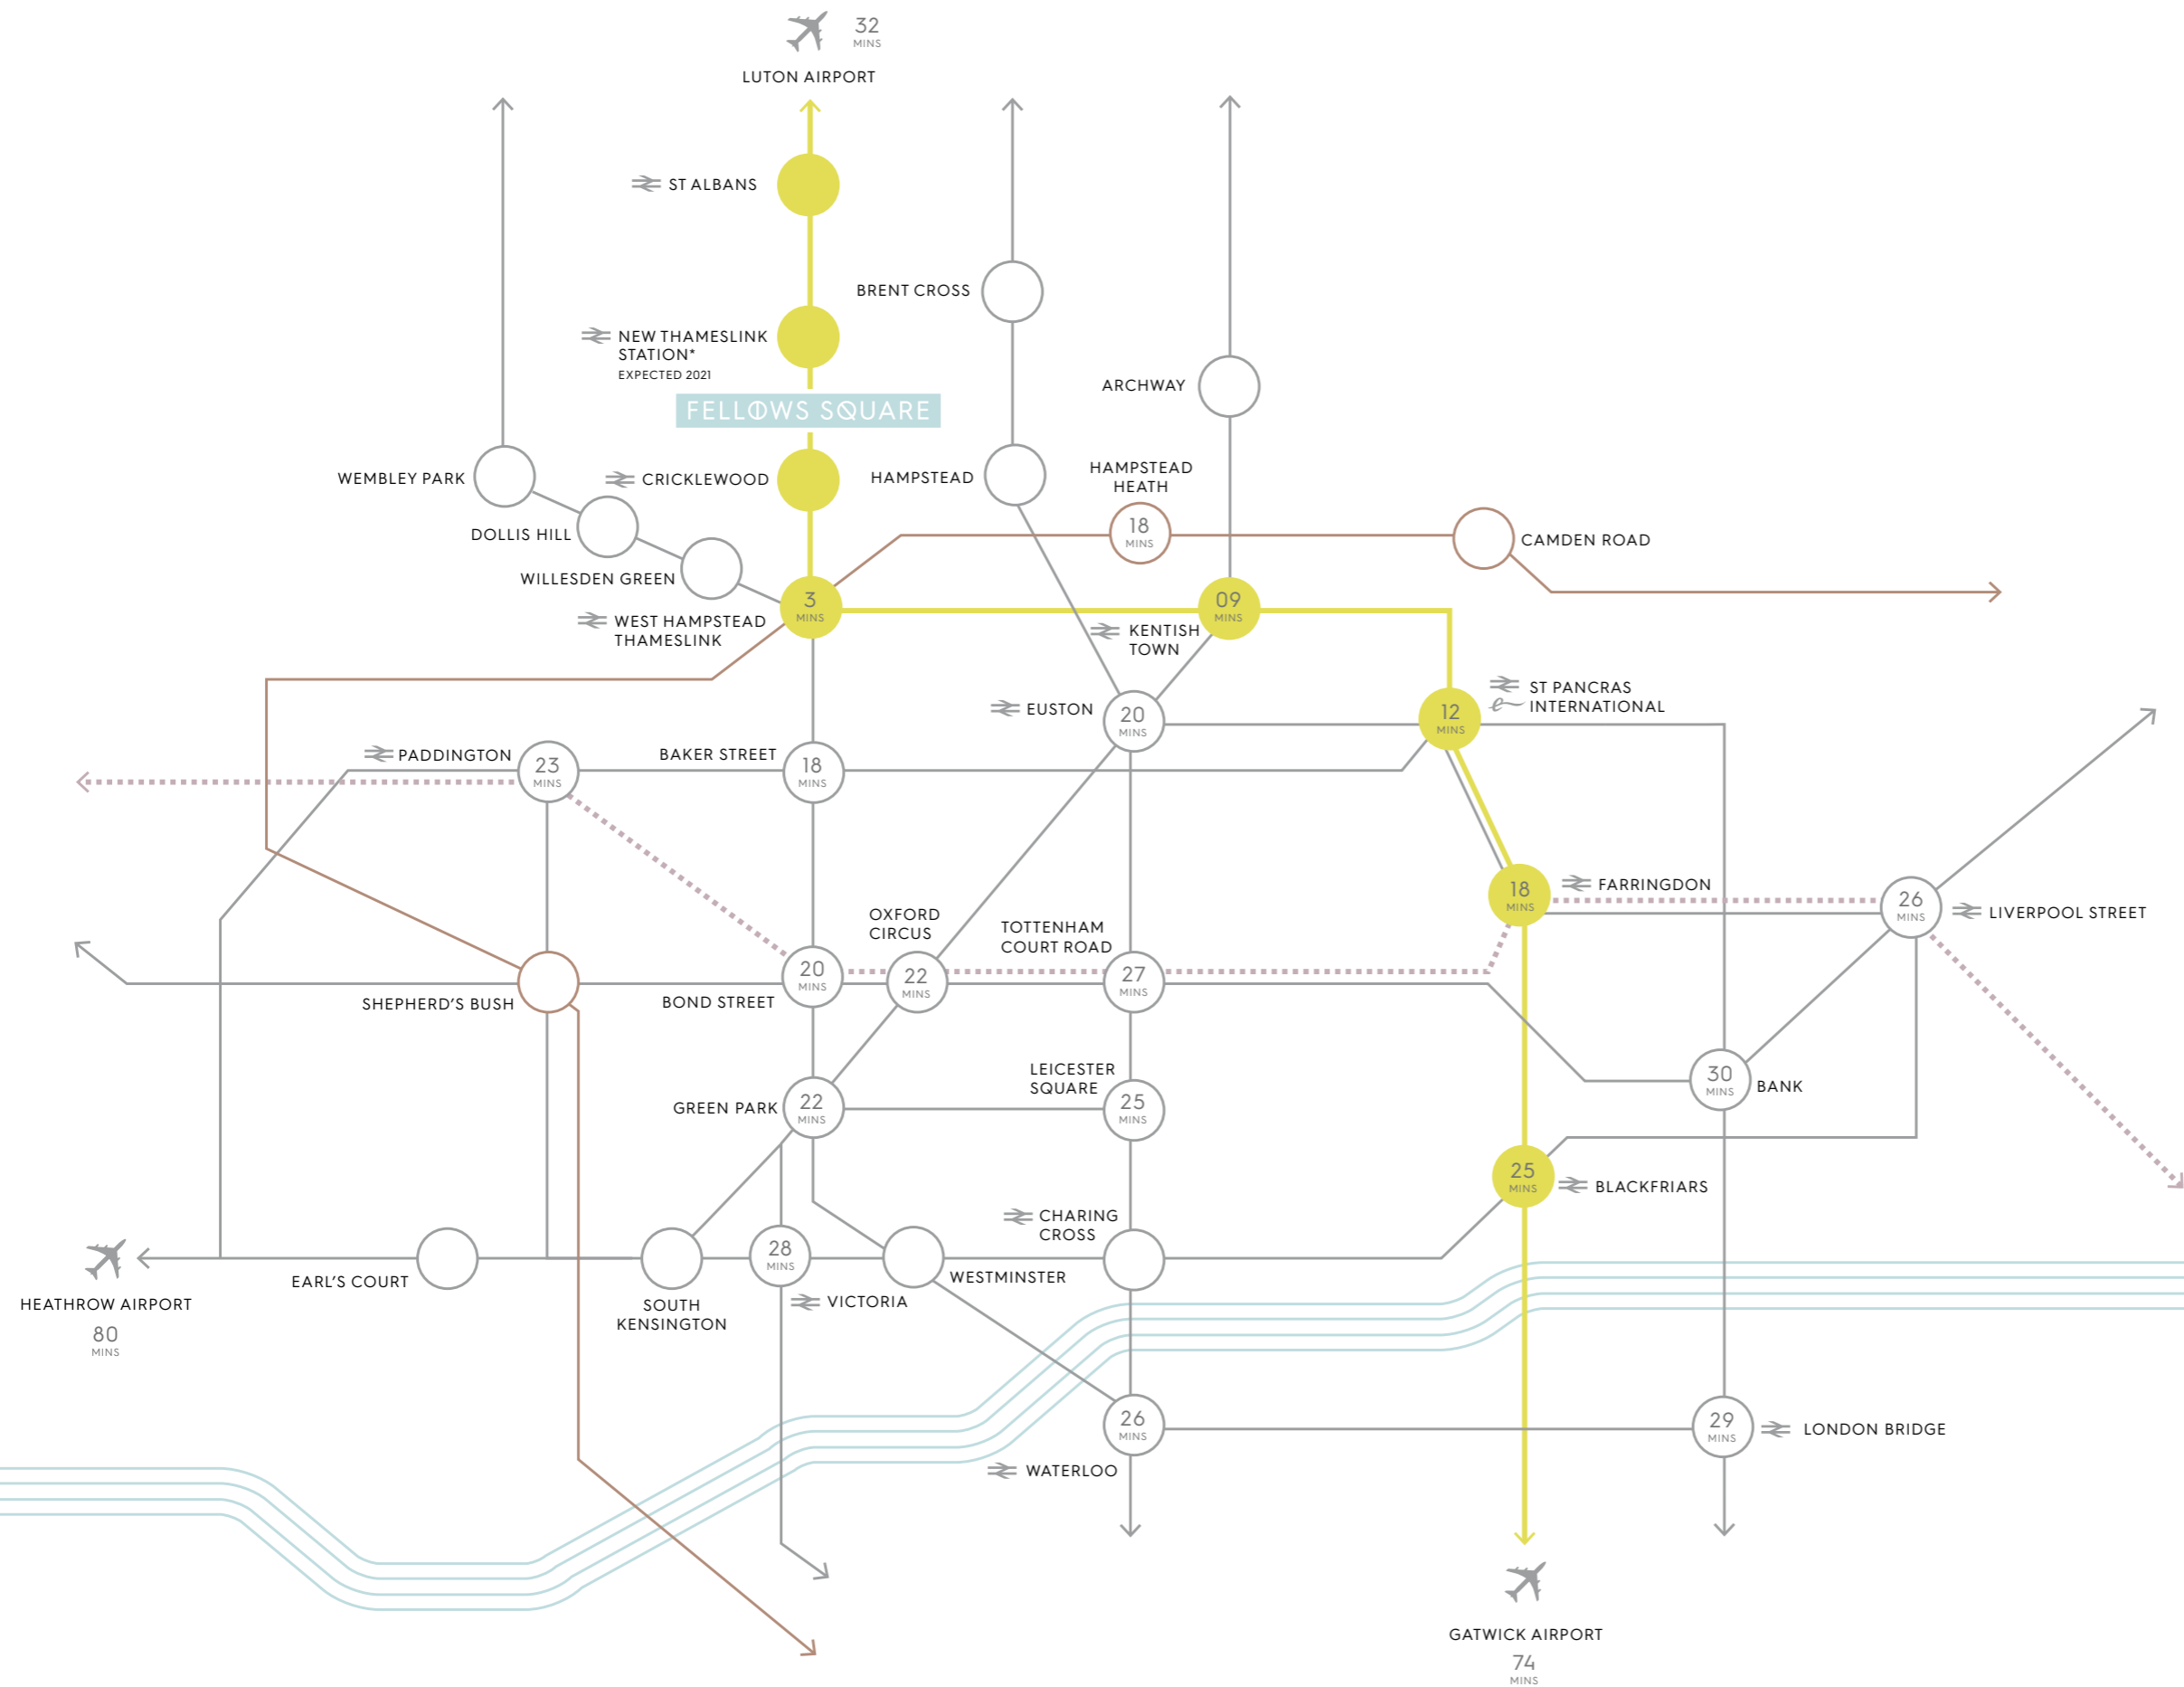 32
MINS
LUTON AIRPORT
ST ALBANS
BRENT CROSS
NEW THAMESLINK
STATION*
EXPECTED 2021
ARCHWAY
FELLOWS SQUARE
HAMPSTEAD
HEATH
WEMBLEY PARK
CRICKLEWOOD
HAMPSTEAD
18
MINS
DOLLIS HILL
CAMDEN ROAD
WILLESDEN GREEN
3
MINS
09
MINS
WEST HAMPSTEAD
THAMESLINK
KENTISH
TOWN
ST PANCRAS
INTERNATIONAL
EUSTON
20
MINS
12
MINS
PADDINGTON
23
MINS
BAKER STREET
18
MINS
18
MINS
FARRINGDON
26
MINS
LIVERPOOL STREET
OXFORD
CIRCUS
TOTTENHAM
COURT ROAD
20
MINS
22
MINS
27
MINS
SHEPHERD'S BUSH
BOND STREET
LEICESTER
SQUARE
30
MINS
BANK
GREEN PARK
22
MINS
25
MINS
25
MINS
BLACKFRIARS
CHARING
CROSS
28
MINS
EARL'S COURT
WESTMINSTER
HEATHROW AIRPORT
80
MINS
SOUTH
KENSINGTON
VICTORIA
26
MINS
29
MINS
LONDON BRIDGE
WATERLOO
GATWICK AIRPORT
74
MINS